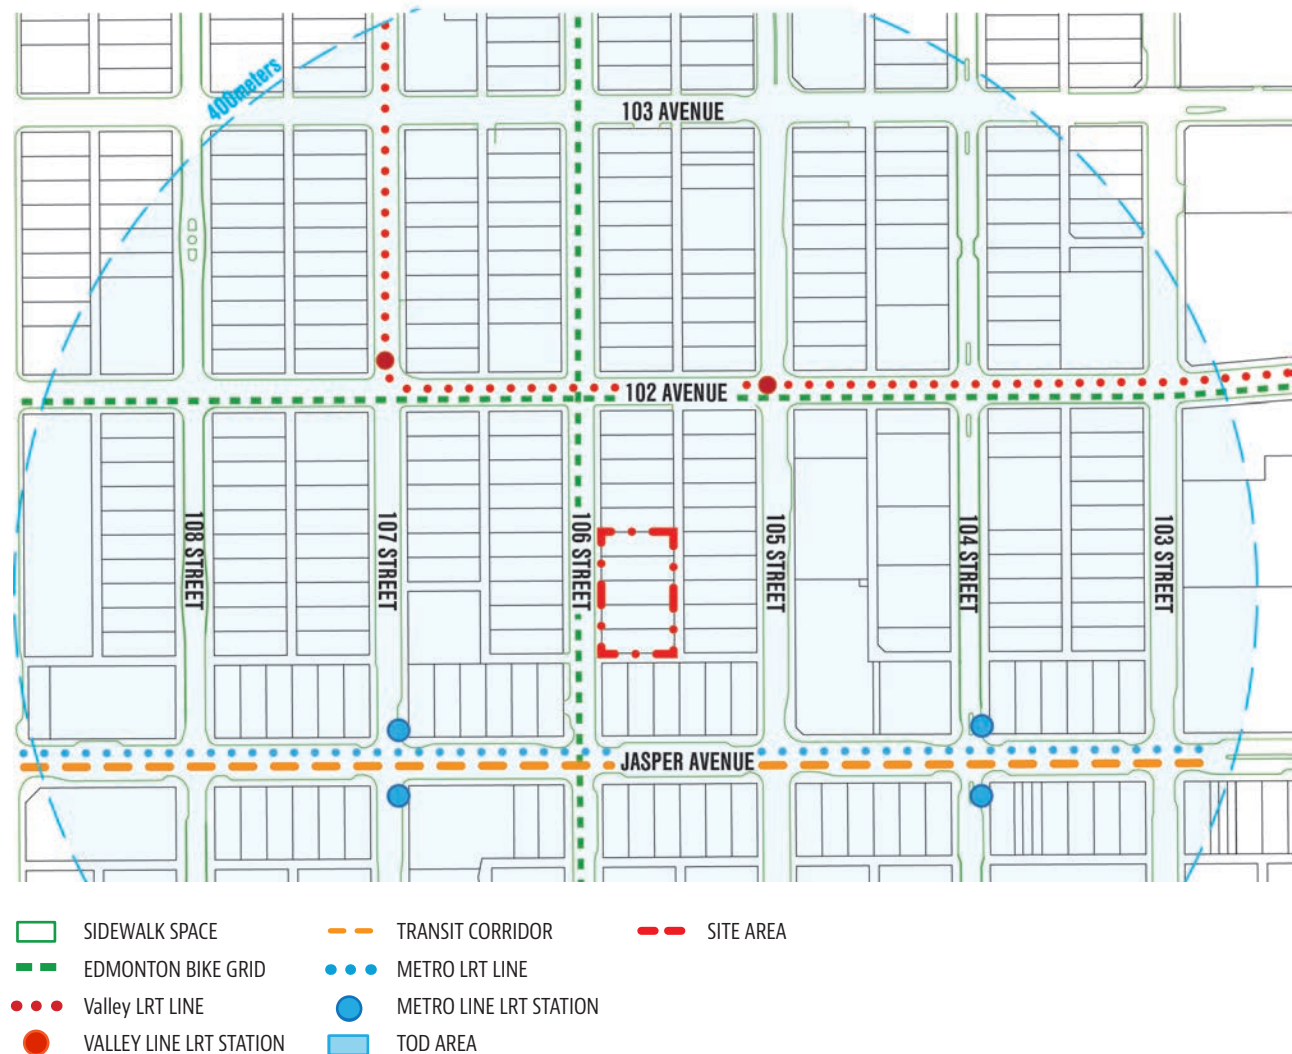 400meters
103 AVENUE
102 AVENUE
108 STREET
107 STREET
106 STREET
105 STREET
104 STREET
103 STREET
JASPER AVENUE
SIDEWALK SPACE
TRANSIT CORRIDOR
SITE AREA
EDMONTON BIKE GRID
METRO LRT LINE
Valley LRT LINE
METRO LINE LRT STATION
VALLEY LINE LRT STATION
TOD AREA